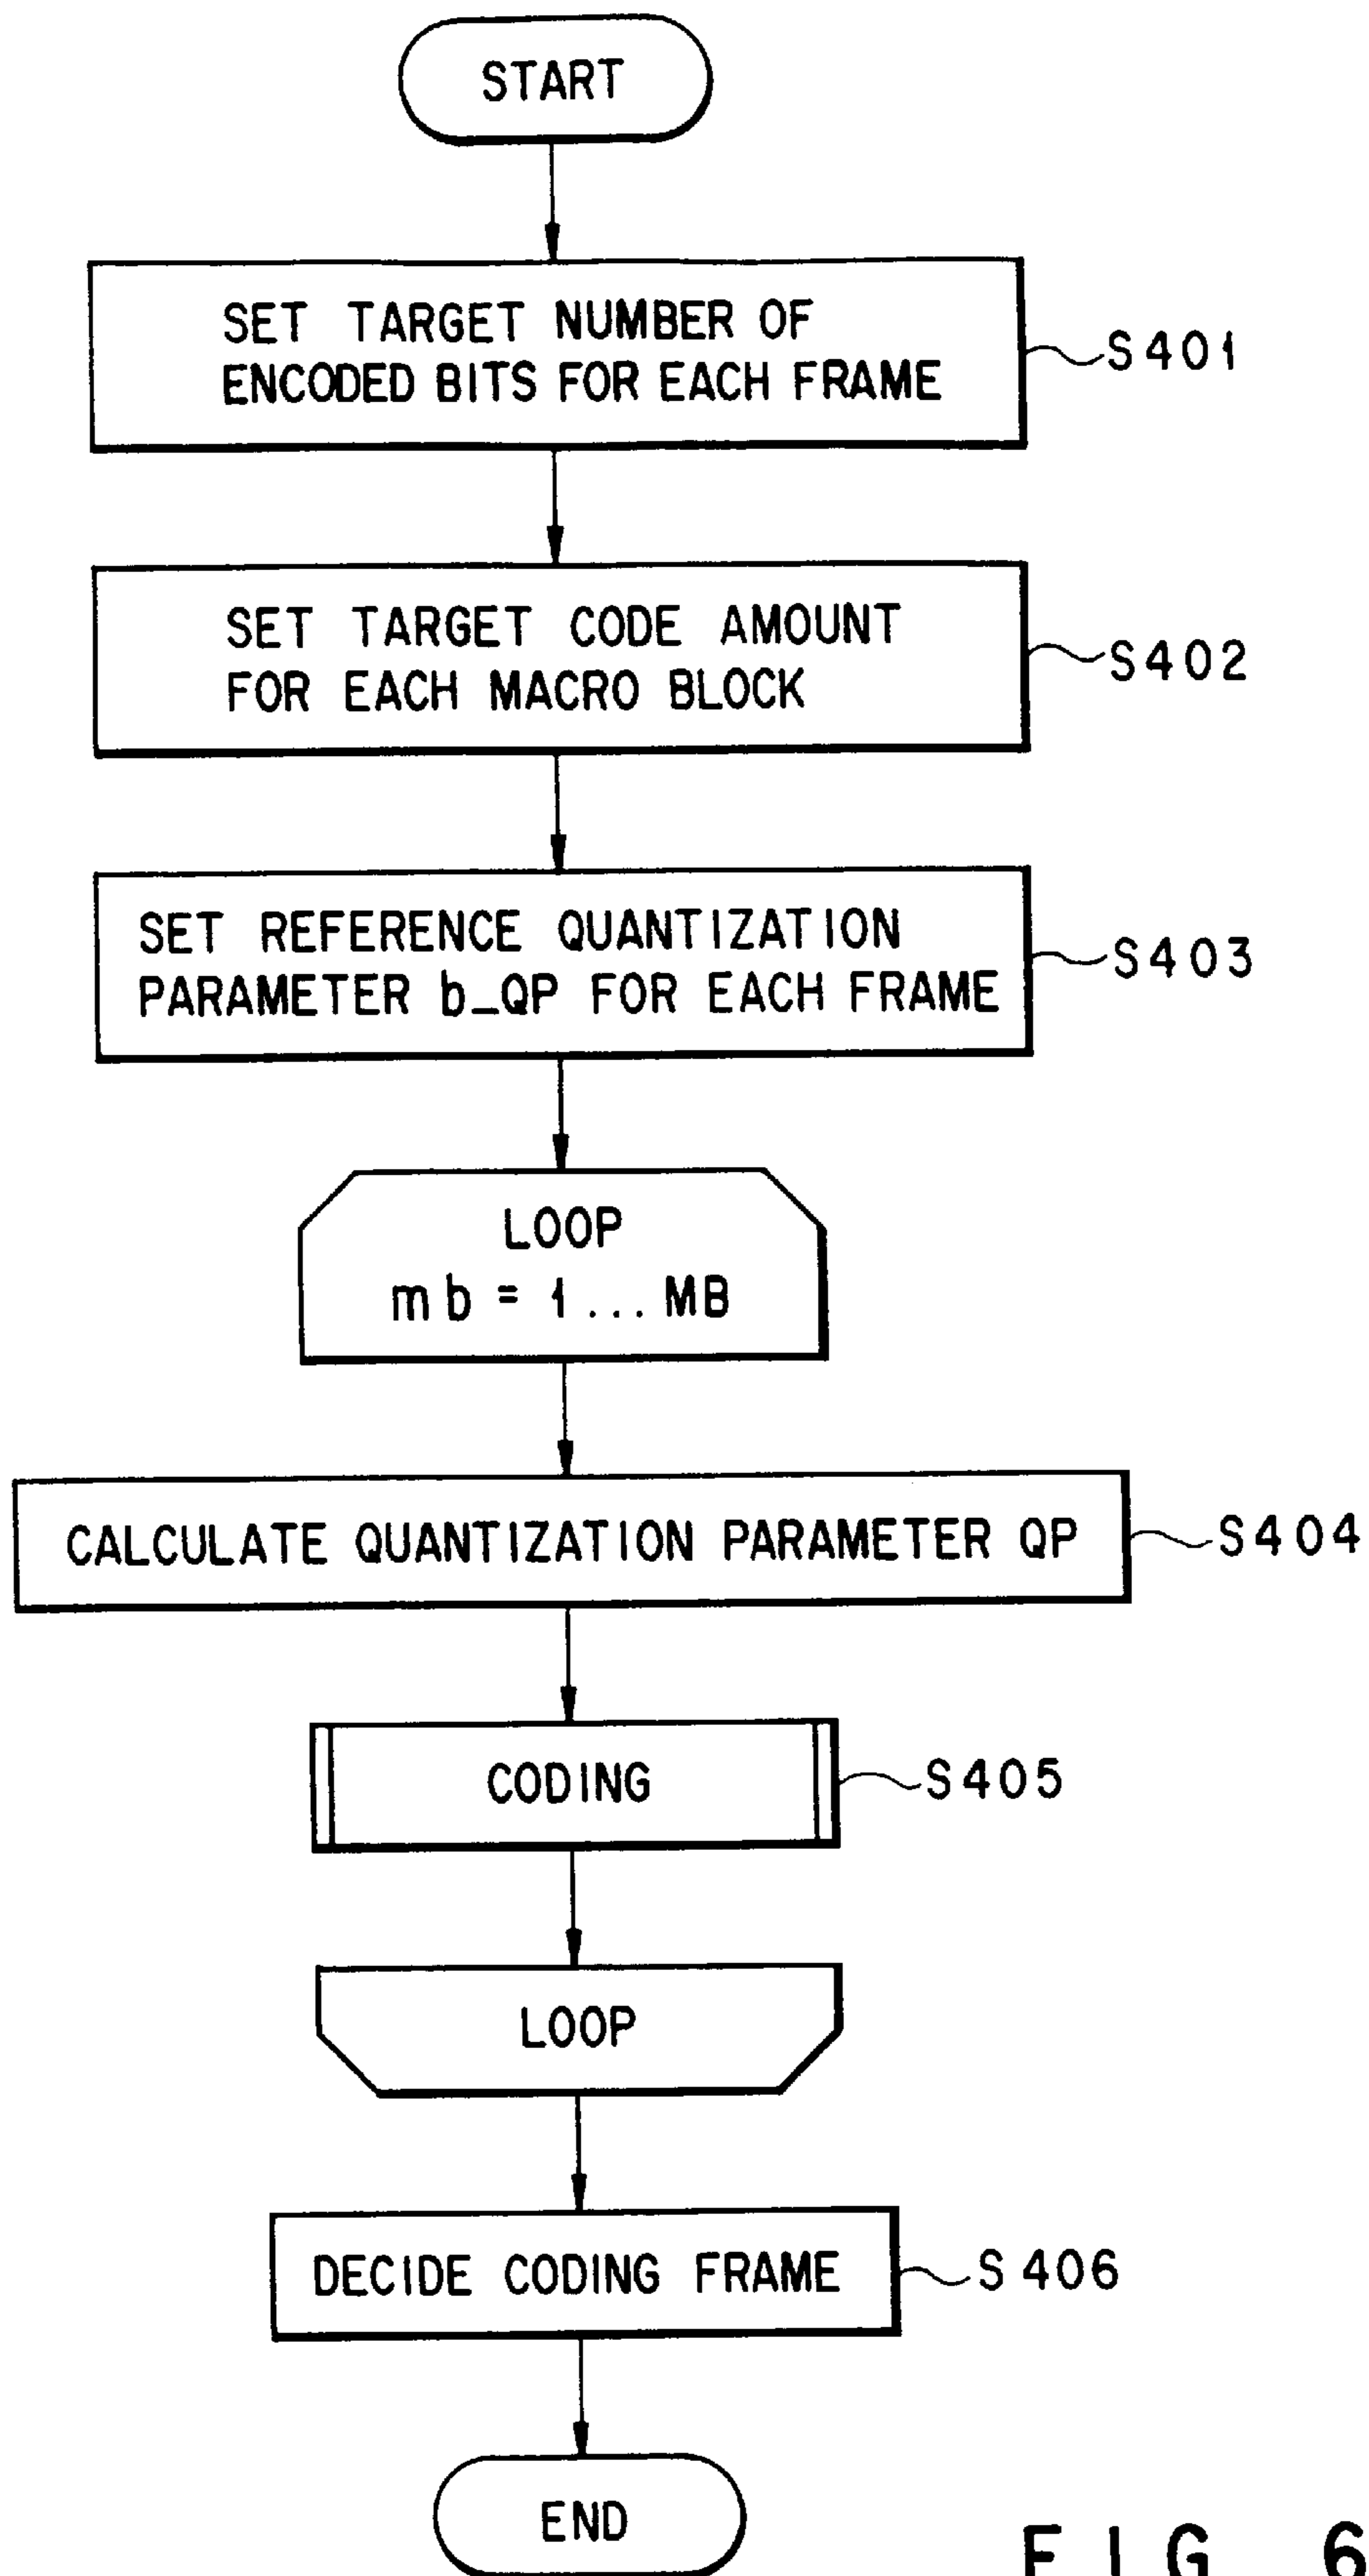 START
SET TARGET NUMBER OF
ENCODED BITS FOR EACH FRAME
S401
SET TARGET CODE AMOUNT
FOR EACH MACRO BLOCK
S402
SET REFERENCE QUANTIZATION
PARAMETER b_QP FOR EACH FRAME
S403
LOOP
mb = 1 ... MB
CALCULATE QUANTIZATION PARAMETER QP
S404
CODING
S405
LOOP
DECIDE CODING FRAME
S406
END
FIG 6